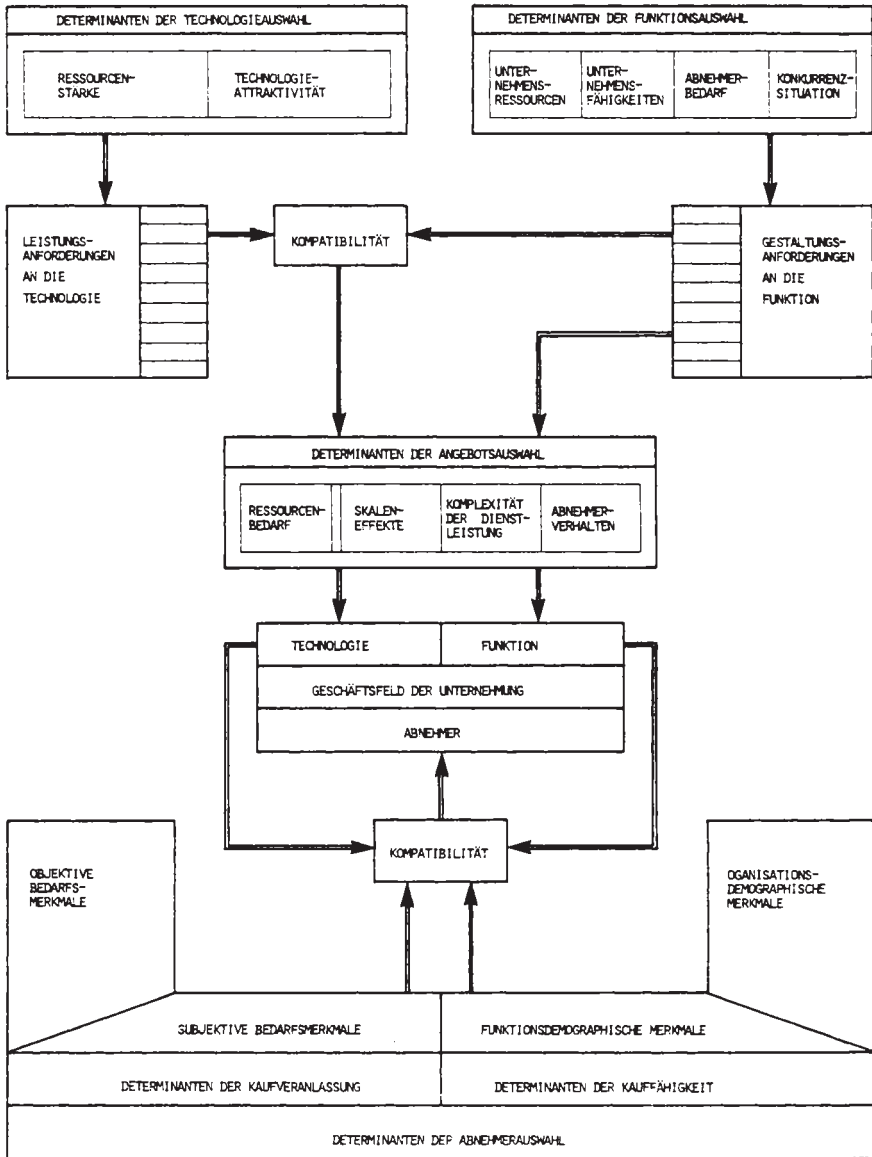 DETERMINANTEN DER TECHNOLOGIEAUSWAHL
RESSOURCEN-
STÄRKE
TECHNOLOGIE-
ATTRAKTIVITÄT
DETERMINANTEN DER FUNKTIONSAUSWAHL
UNTER-
NEHMENS-
RESSOURCEN
UNTER-
NEHMENS-
FÄHIGKEITEN
ABNEHMER-
BEDARF
KONKURRENZ-
SITUATION
LEISTUNGS-
ANFORDERUNGEN
AN DIE
TECHNOLOGIE
KOMPATIBILITÄT
GESTALTUNGS-
ANFORDERUNGEN
AN DIE
FUNKTION
DETERMINANTEN DER ANGEBOTSAUSWAHL
RESSOURCEN-
BEDARF
SKALEN-
EFFEKTE
KOMPLEXITÄT
DER DIENST-
LEISTUNG
ABNEHMER-
VERHALTEN
TECHNOLOGIE
FUNKTION
GESCHÄFTSFELD DER UNTERNEHMUNG
ABNEHMER
KOMPATIBILITÄT
OBJEKTIVE
BEDARFS-
MERKMALE
OGANISATIONS-
DEMOGRAPHISCHE
MERKMALE
SUBJEKTIVE BEDARFSMERKMALE
FUNKTIONSDEMOGRAPHISCHE MERKMALE
DETERMINANTEN DER KAUFVERANLASSUNG
DETERMINANTEN DER KAUFFÄHIGKEIT
DETERMINANTEN DEP ABNEHMERAUSWAHL